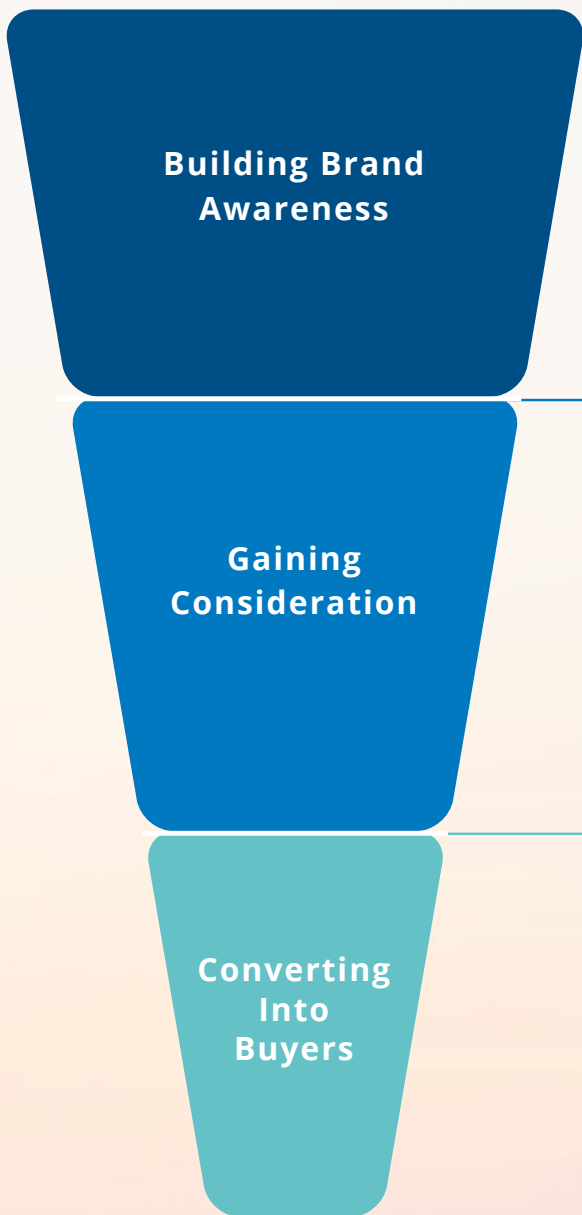 Building Brand
Awareness
Gaining
Consideration
Converting
Into
Buyers